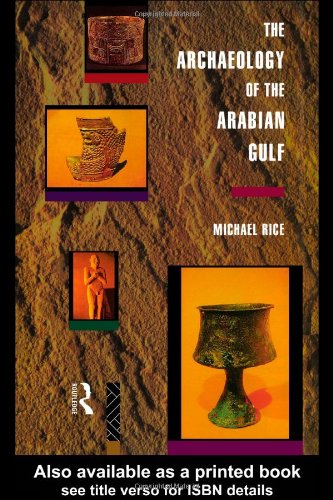 THE
ARCHAEOLOGY
OF THE
ARABIAN
GULF
MICHAEL RICE
ROUTLEDGE
Also available as a printed book
see title verso for ISBN details